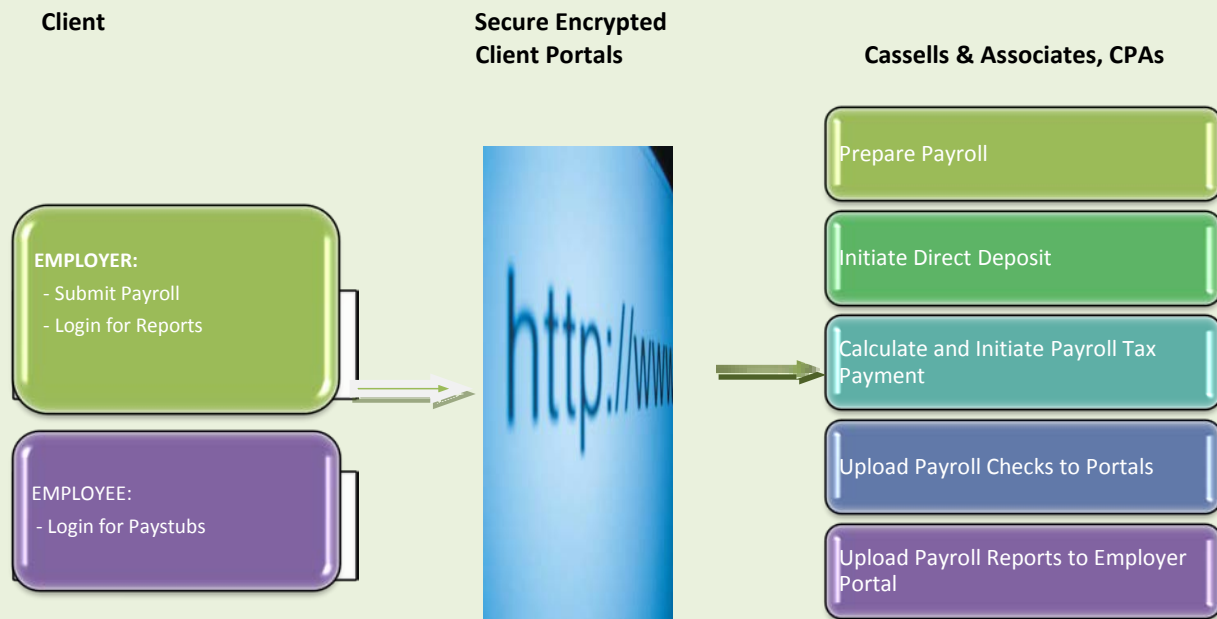 Client
Secure Encrypted
Client Portals
Cassells & Associates, CPAs
EMPLOYER:
- Submit Payroll
- Login for Reports
EMPLOYEE:
- Login for Paystubs
http://www
Prepare Payroll
Initiate Direct Deposit
Calculate and Initiate Payroll Tax
Payment
Upload Payroll Checks to Portals
Upload Payroll Reports to Employer
Portal